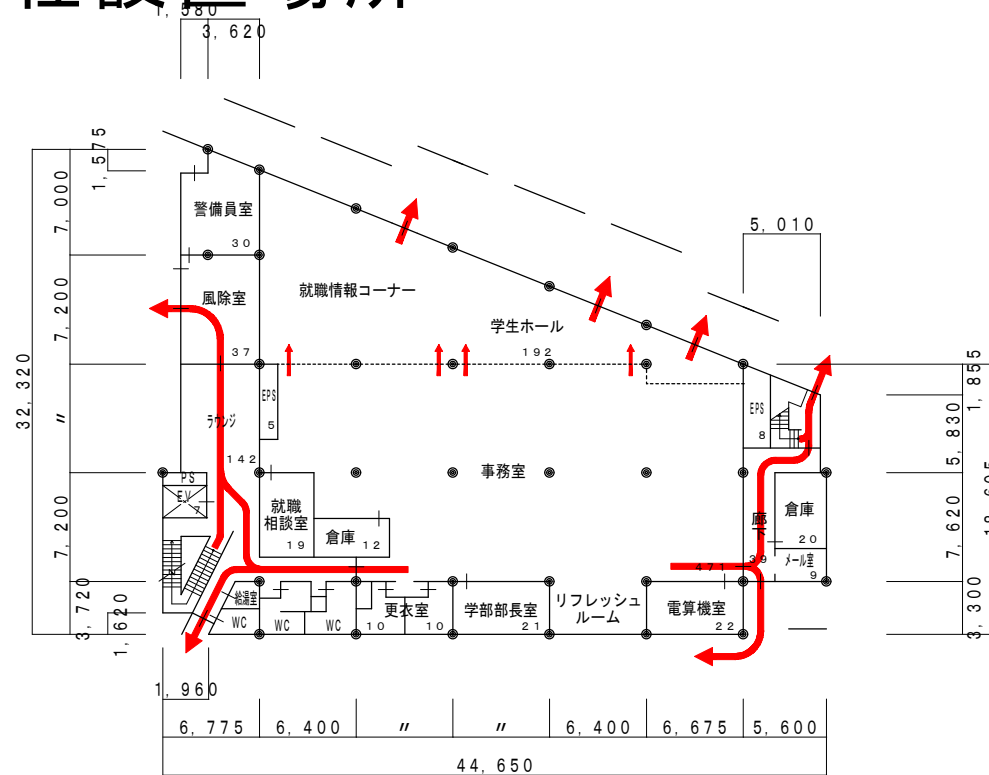 1,580
3,620
1,575
7,000
警備員室
30
5,010
風除室
就職情報コーナー
7,200
学生ホール
37
192
32,320
1,855
EPS
EPS
5
8
〃
ラウンジ
5,830
142
事務室
PS
EV
7
就職
相談室
倉庫
19
12
倉庫
20
廊下
7,620
7,200
メール室
9
39
471
給湯室
更衣室
学部部長室
リフレッシュ
ルーム
電算機室
WC
WC
WC
10
10
21
22
3,720
1,620
3,300
1,960
6,775
6,400
〃
〃
6,400
6,675
5,600
44,650